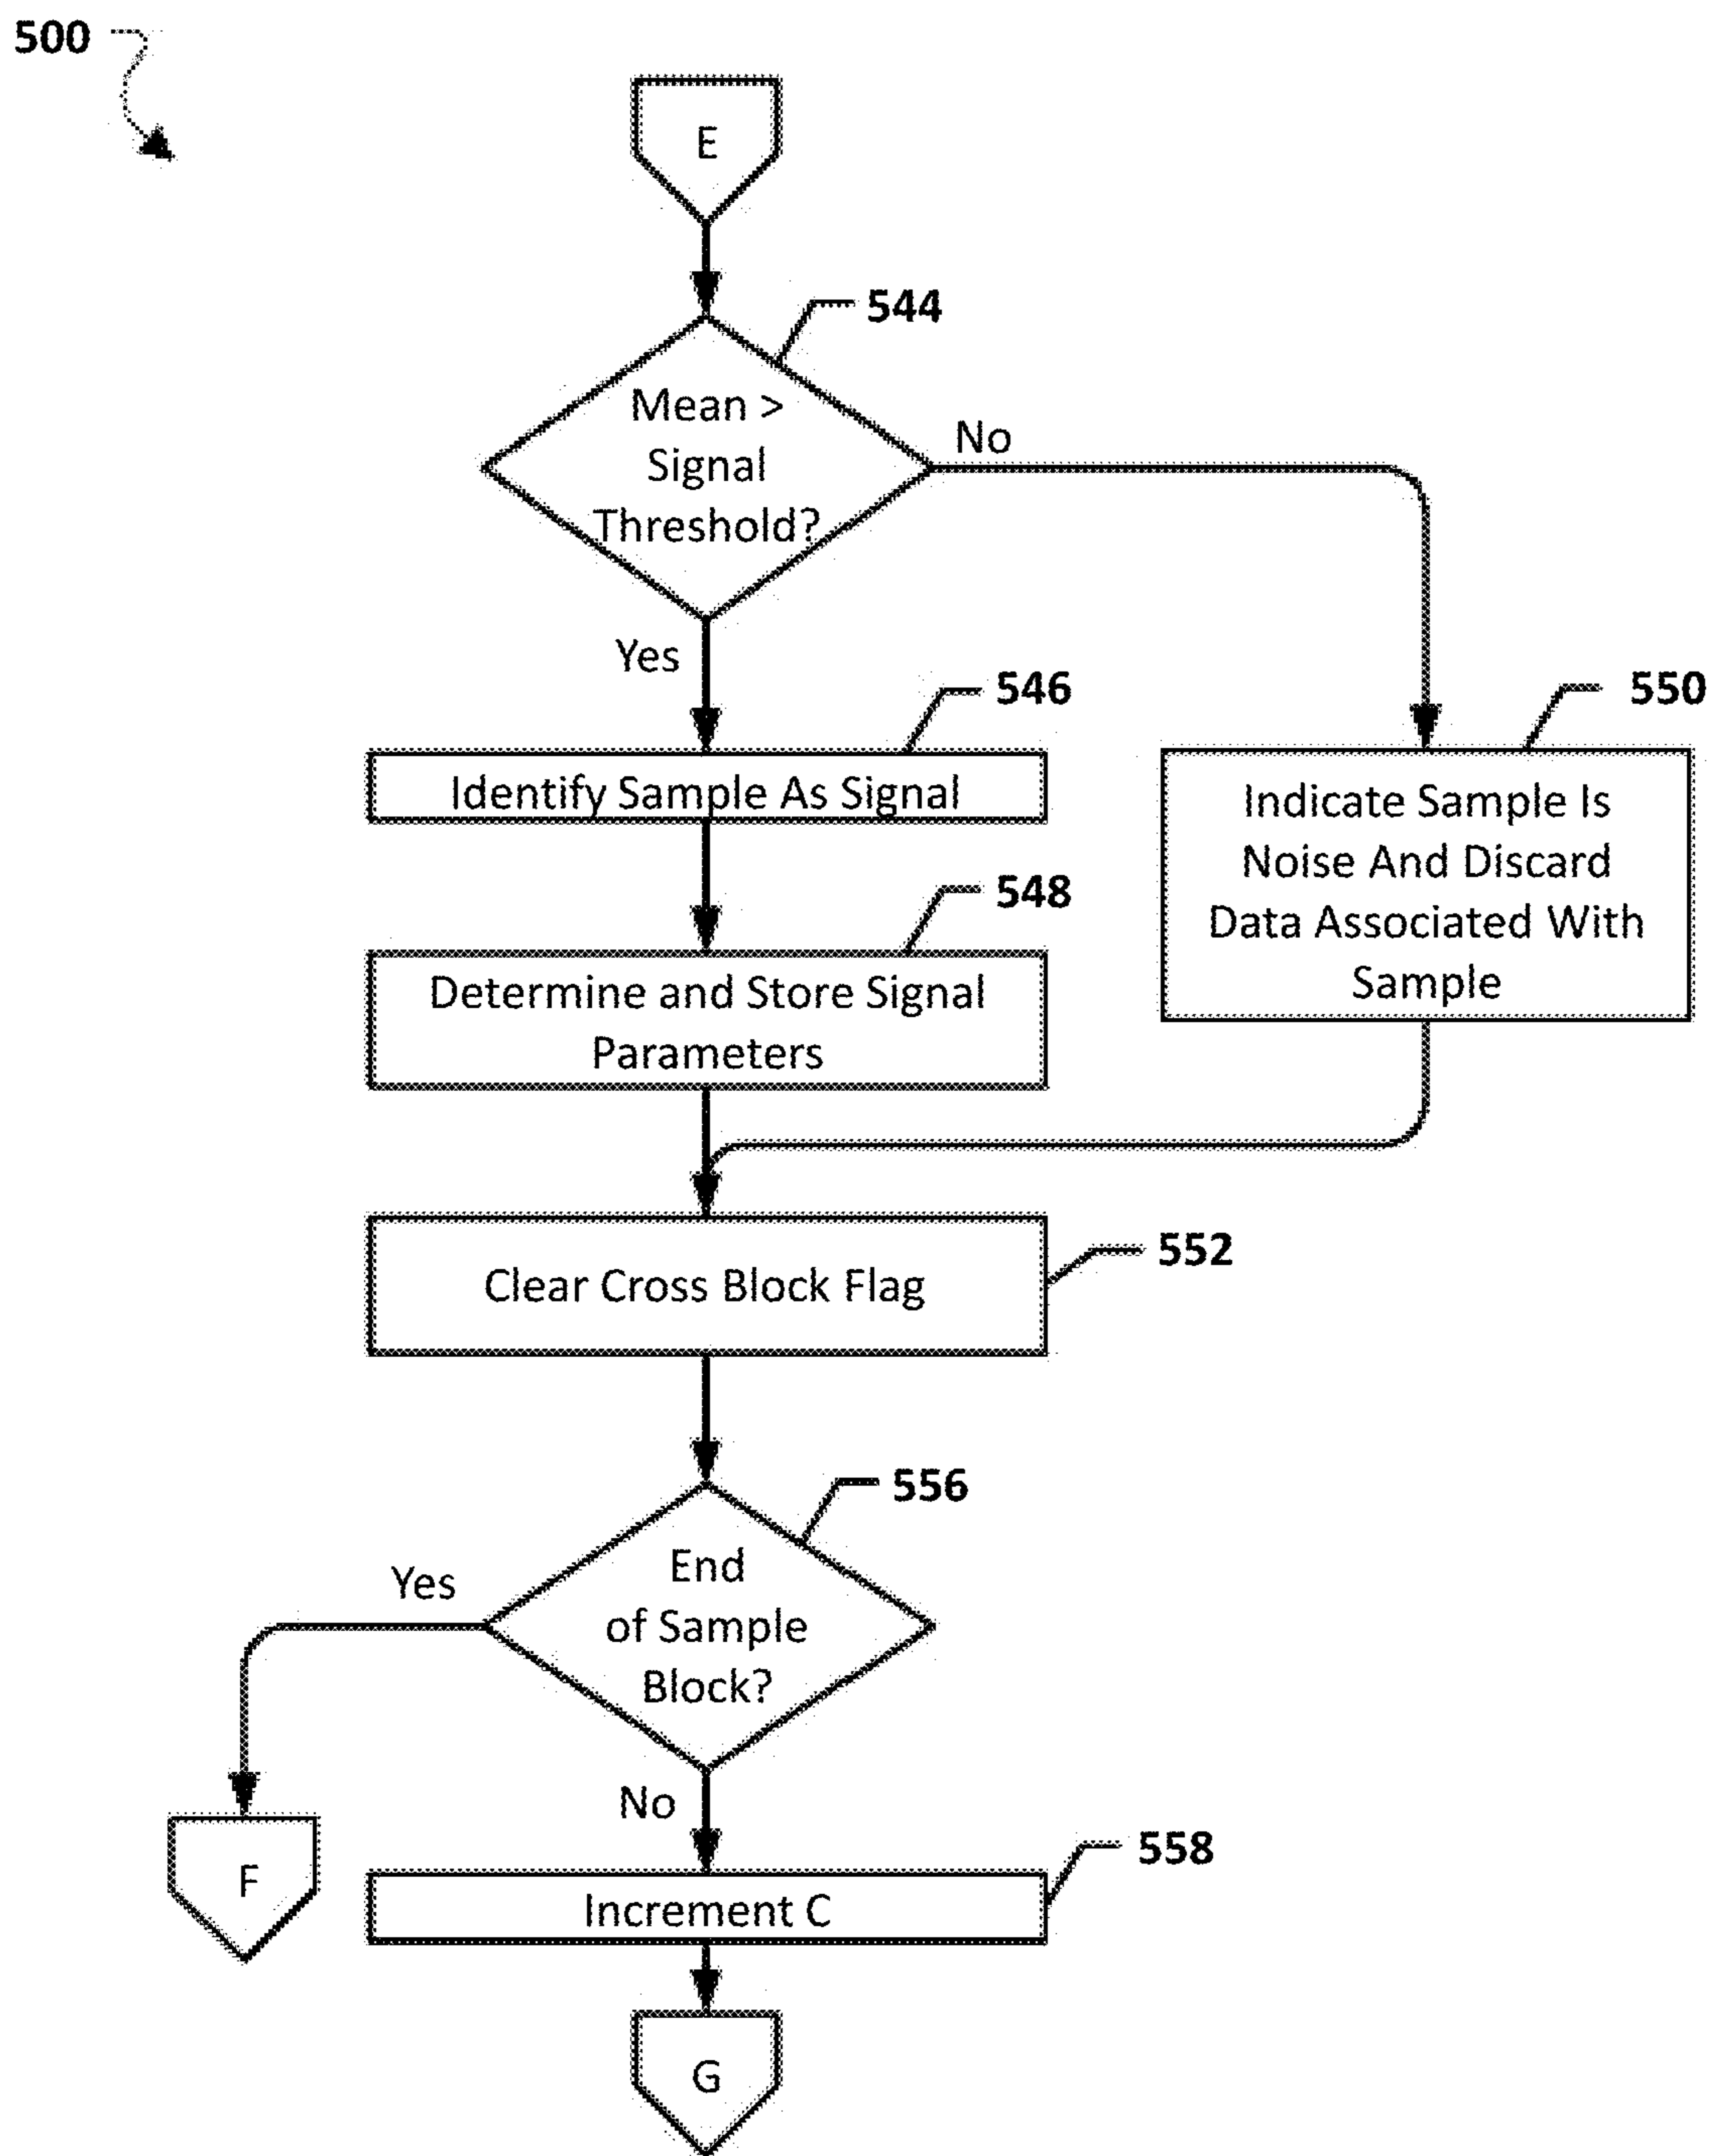 500
E
544
Mean >
Signal
Threshold?
No
Yes
546
Identify Sample As Signal
550
Indicate Sample Is
Noise And Discard
Data Associated With
Sample
548
Determine and Store Signal
Parameters
552
Clear Cross Block Flag
556
End
of Sample
Block?
Yes
No
F
558
Increment C
G